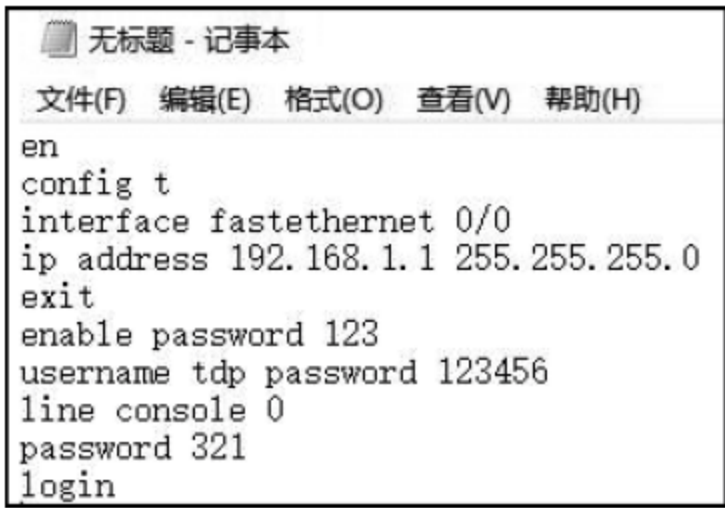 无标题 - 记事本
文件(F) 编辑(E) 格式(O) 查看(V) 帮助(H)
en
config t
interface fastethernet 0/0
ip address 192.168.1.1 255.255.255.0
exit
enable password 123
username tdp password 123456
line console 0
password 321
login